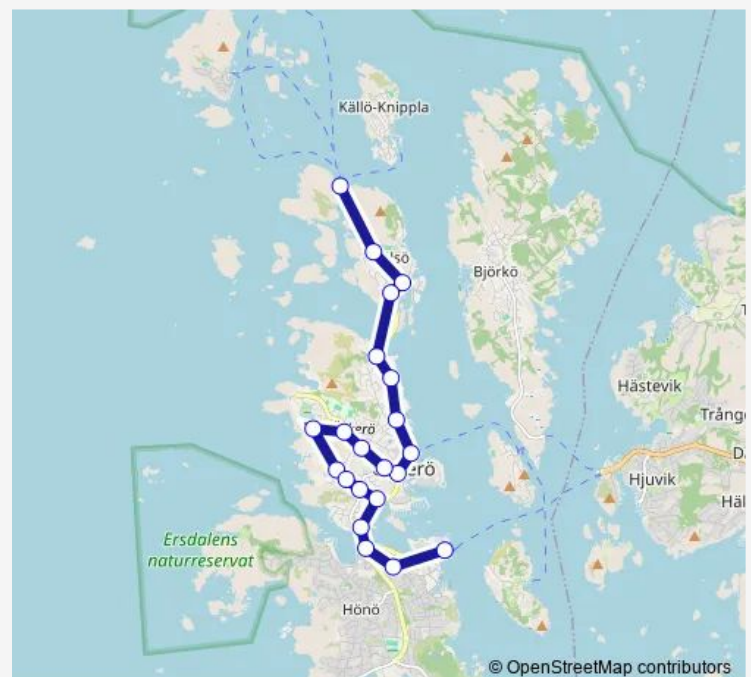 Källö-Knippla
Björkö
Hästevik
Hjuvik
Ersdalens
naturreservat
Hönö
© OpenStreetMap contributors